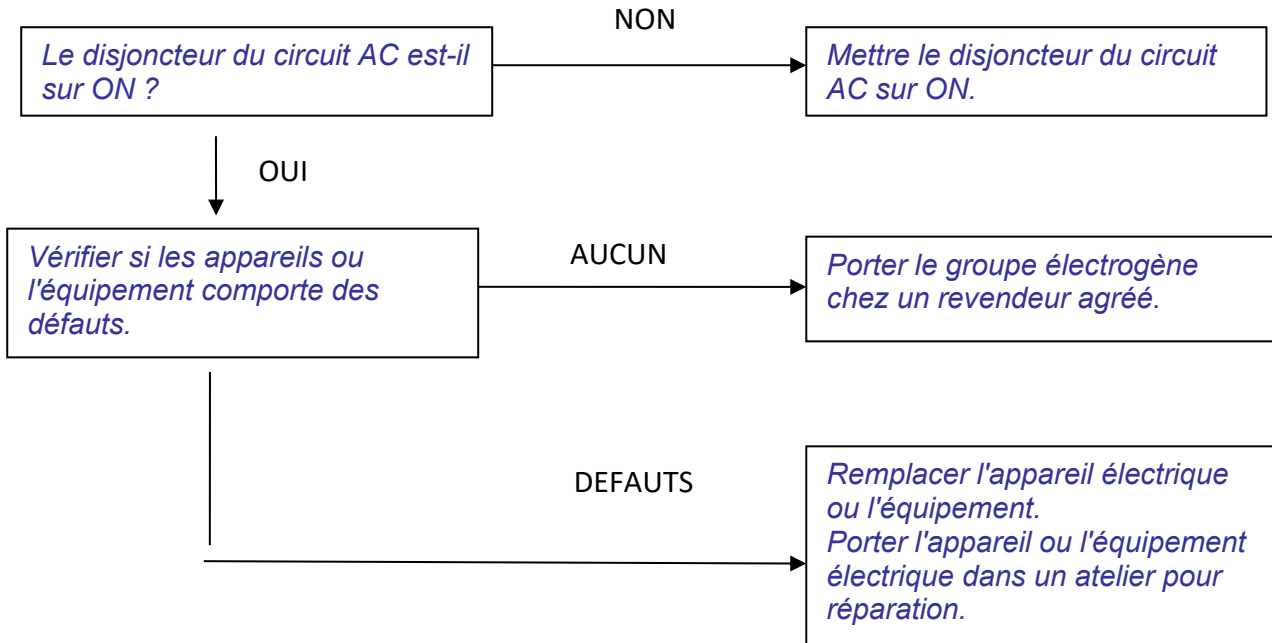 NON
Le disjoncteur du circuit AC est-il
sur ON ?
Mettre le disjoncteur du circuit
AC sur ON.
OUI
Vérifier si les appareils ou
l'équipement comporte des
défauts.
AUCUN
Porter le groupe électrogène
chez un revendeur agréé.
DEFAUTS
Remplacer l'appareil électrique
ou l'équipement.
Porter l'appareil ou l'équipement
électrique dans un atelier pour
réparation.